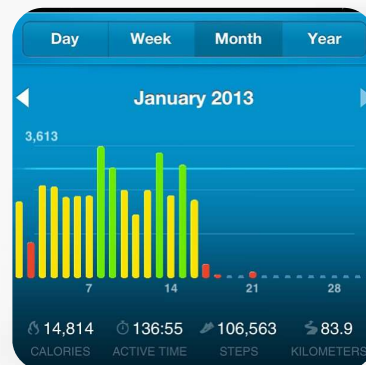 Day Week Month Year
January 2013
3,613
7 14 21 28
14,814 136:55 106,563 83.9
CALORIES ACTIVE TIME STEPS KILOMETERS